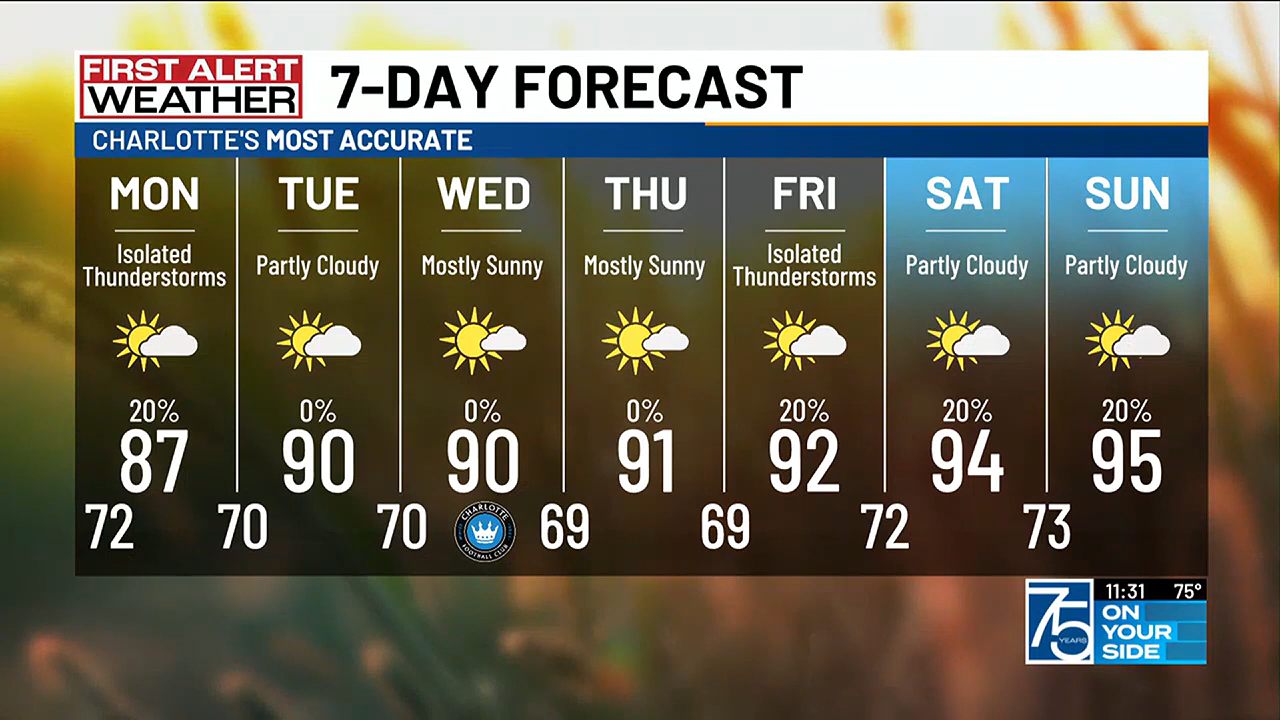 FIRST ALERT
WEATHER
7-DAY FORECAST
CHARLOTTE'S MOST ACCURATE
MON TUE WED THU FRI SAT SUN
Isolated
Thunderstorms
Partly Cloudy
Mostly Sunny
Mostly Sunny
Isolated
Thunderstorms
Partly Cloudy
Partly Cloudy
20% 0% 0% 0% 20% 20% 20%
87 90 90 91 92 94 95
72 70 70 69 69 72 73
CHARLOTTE
FOOTBALL CLUB
75
YEARS
11:31 75°
ON
YOUR
SIDE